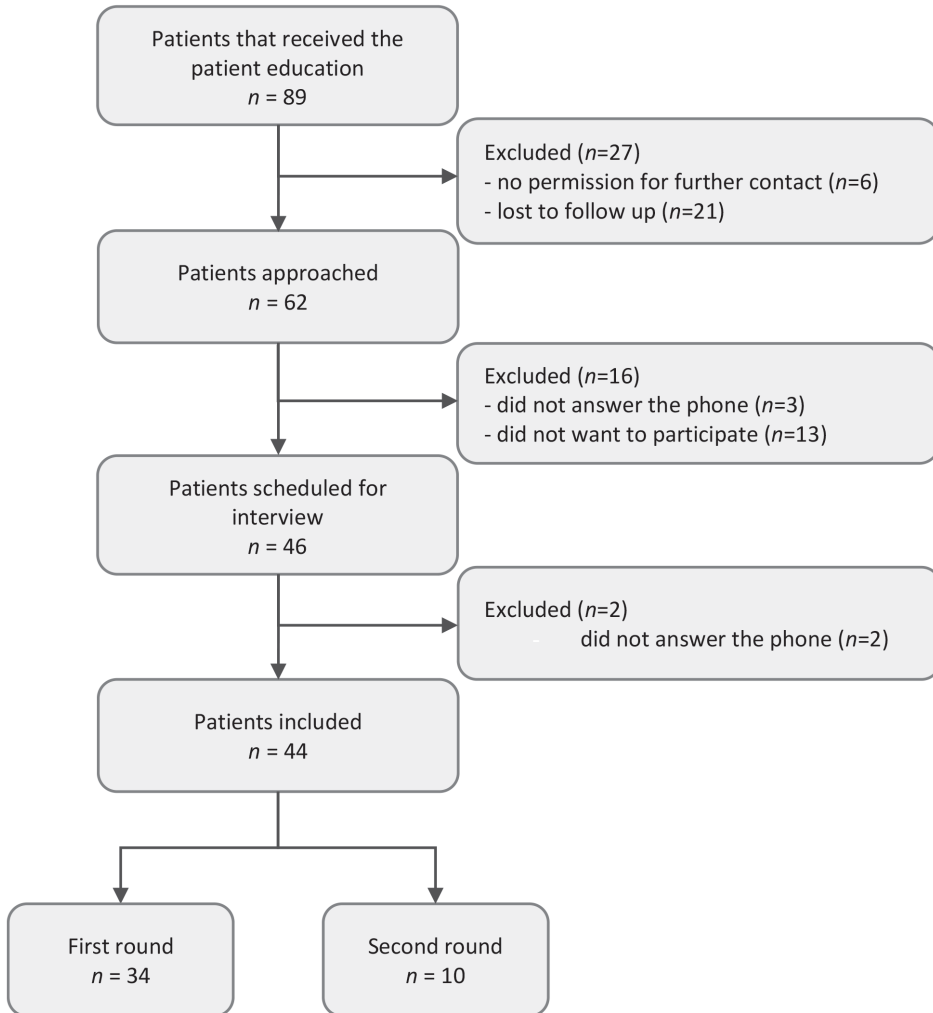 Patients that received the
patient education
n = 89
Excluded (n=27)
- no permission for further contact (n=6)
- lost to follow up (n=21)
Patients approached
n = 62
Excluded (n=16)
- did not answer the phone (n=3)
- did not want to participate (n=13)
Patients scheduled for
interview
n = 46
Excluded (n=2)
- did not answer the phone (n=2)
Patients included
n = 44
First round
n = 34
Second round
n = 10